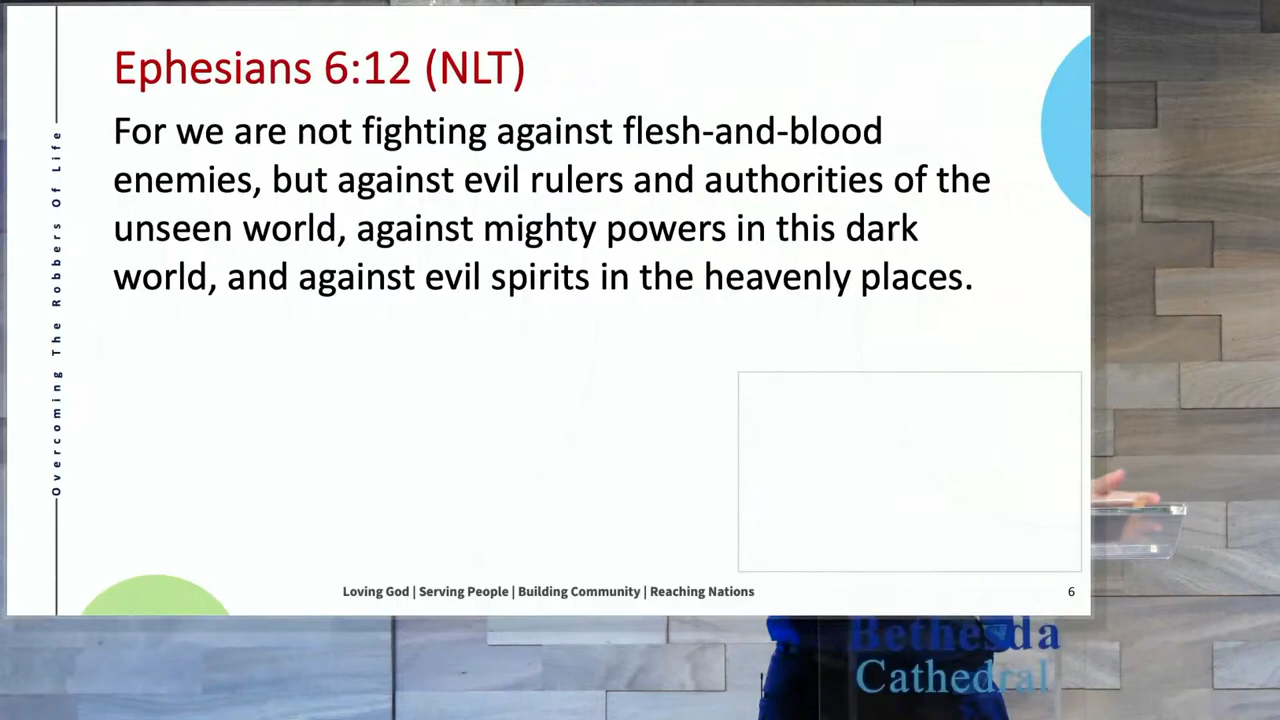 Ephesians 6:12 (NLT)
For we are not fighting against flesh-and-blood
enemies, but against evil rulers and authorities of the
unseen world, against mighty powers in this dark
world, and against evil spirits in the heavenly places.
Overcoming The Robbers Of Life
Loving God | Serving People | Building Community | Reaching Nations
6
Bethesda
Cathedral